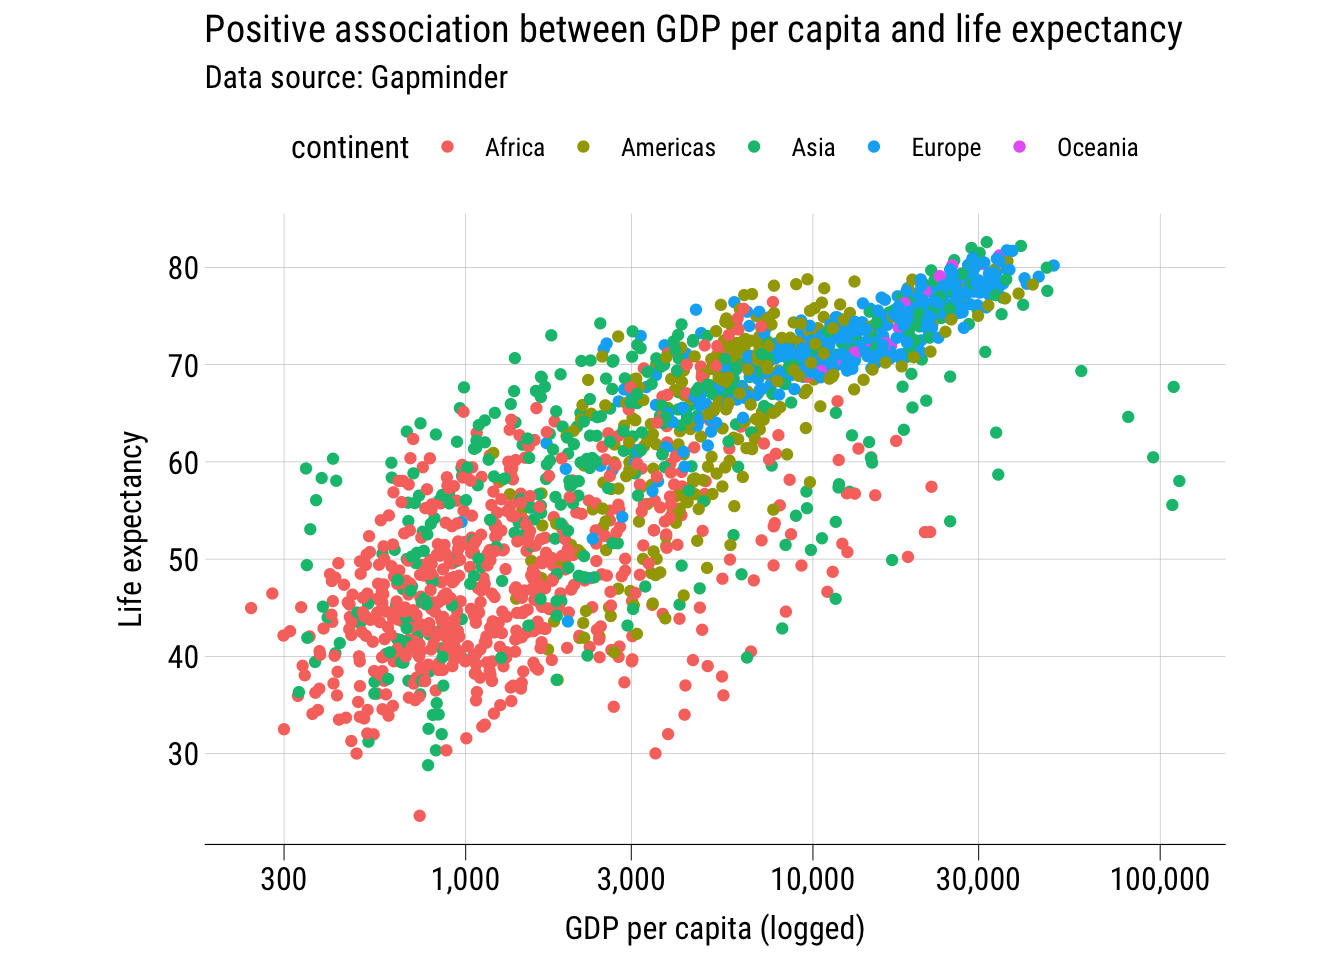 Positive association between GDP per capita and life expectancy
Data source: Gapminder
continent Africa Americas Asia Europe Oceania
Life expectancy
80
70
60
50
40
30
300 1,000 3,000 10,000 30,000 100,000
GDP per capita (logged)